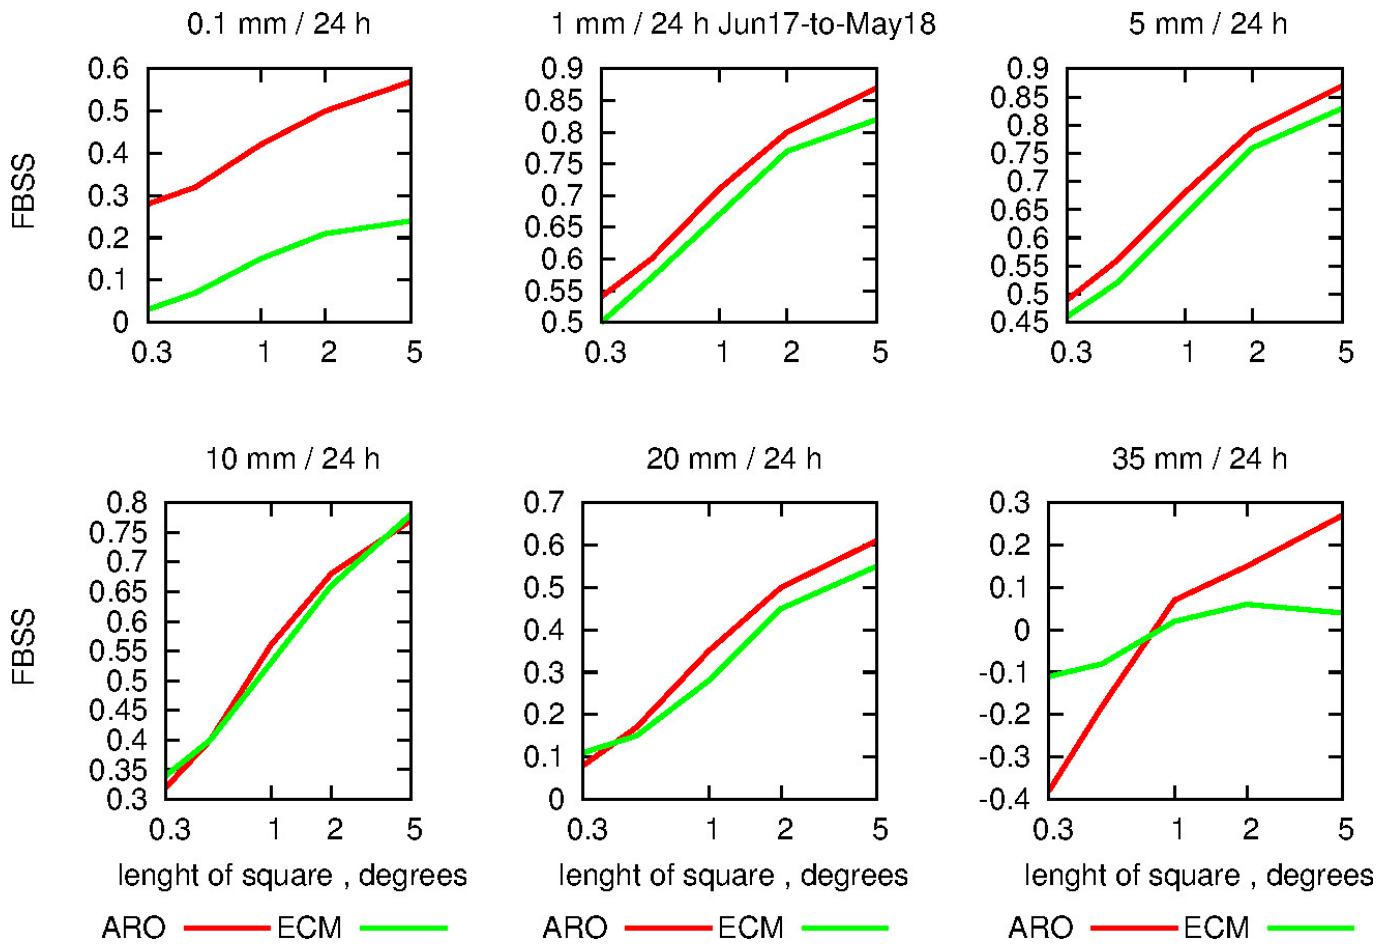 0.1 mm / 24 h
1 mm / 24 h Jun17-to-May18
5 mm / 24 h
FBSS
0.6
0.5
0.4
0.3
0.2
0.1
0
0.3 1 2 5
0.9
0.85
0.8
0.75
0.7
0.65
0.6
0.55
0.5
0.3 1 2 5
0.9
0.85
0.8
0.75
0.7
0.65
0.6
0.55
0.5
0.45
0.3 1 2 5
10 mm / 24 h
20 mm / 24 h
35 mm / 24 h
FBSS
0.8
0.75
0.7
0.65
0.6
0.55
0.5
0.45
0.4
0.35
0.3
0.3 1 2 5
lenght of square , degrees
ARO ECM
0.7
0.6
0.5
0.4
0.3
0.2
0.1
0
0.3 1 2 5
lenght of square , degrees
ARO ECM
0.3
0.2
0.1
0
-0.1
-0.2
-0.3
-0.4
0.3 1 2 5
lenght of square , degrees
ARO ECM